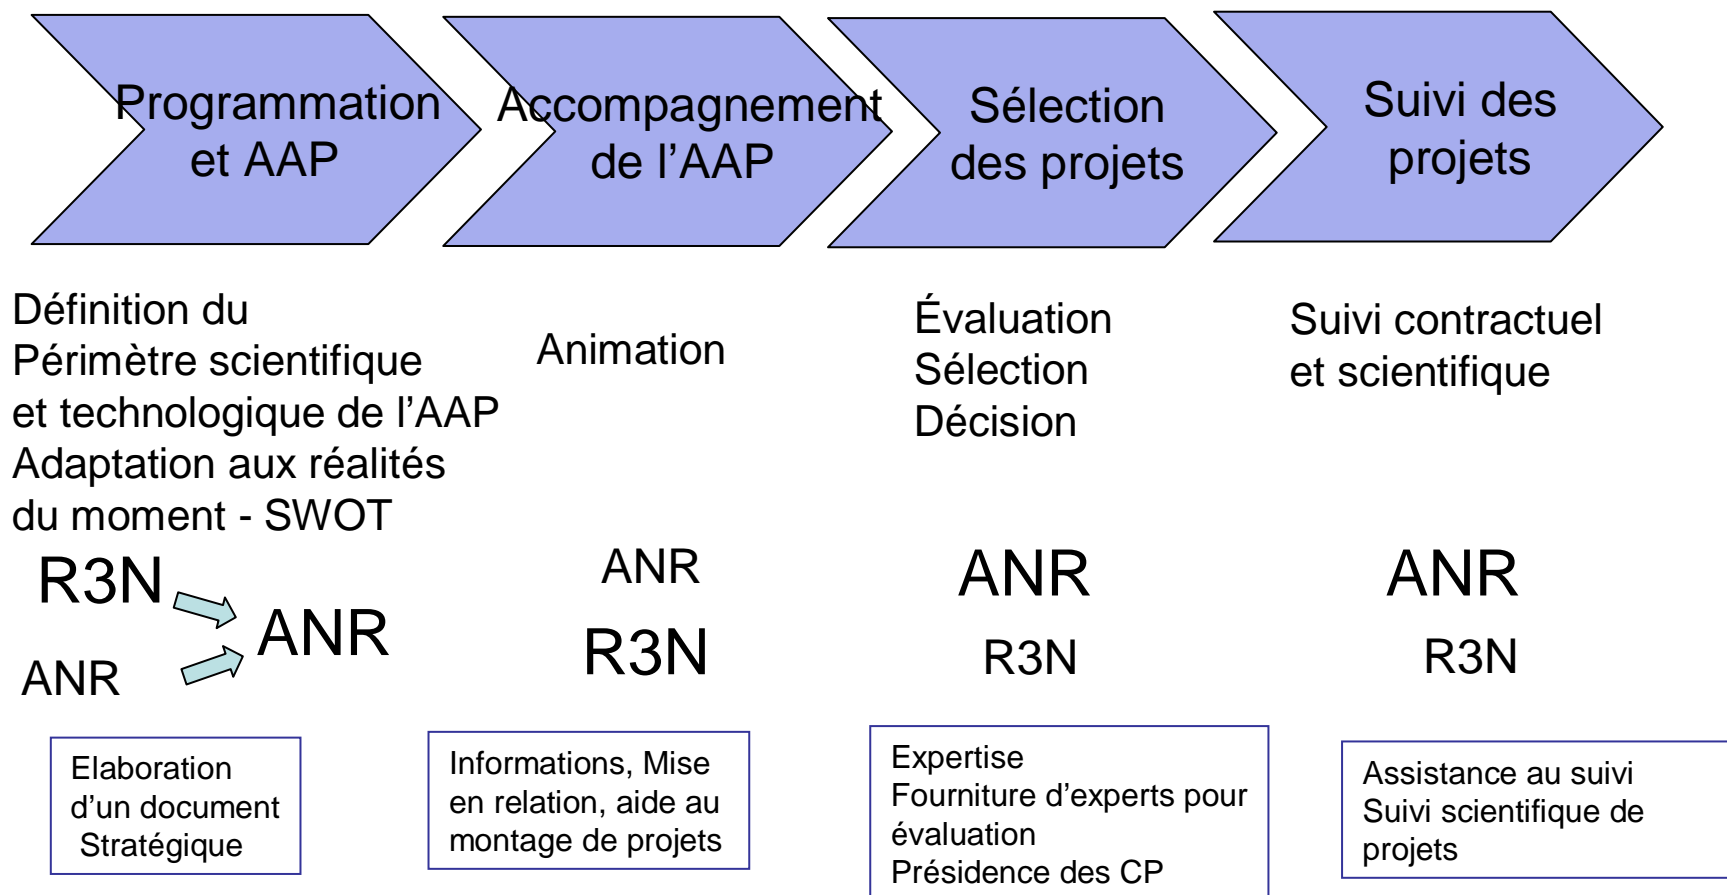 Programmation
et AAP
Accompagnement
de l’AAP
Sélection
des projets
Suivi des
projets
Définition du
Périmètre scientifique
et technologique de l’AAP
Adaptation aux réalités
du moment - SWOT
Animation
Évaluation
Sélection
Décision
Suivi contractuel
et scientifique
R3N
ANR
ANR
ANR
R3N
ANR
R3N
ANR
R3N
Elaboration
d’un document
Stratégique
Informations, Mise
en relation, aide au
montage de projets
Expertise
Fourniture d’experts pour
évaluation
Présidence des CP
Assistance au suivi
Suivi scientifique de
projets